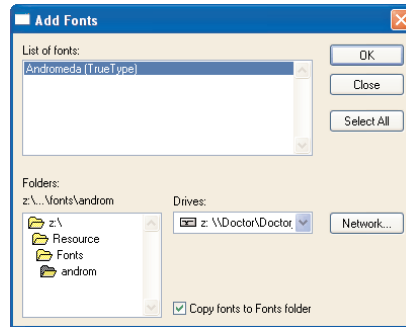 Add Fonts
List of fonts:
Andromeda (TrueType)
OK
Close
Select All
Folders:
z:\...\fonts\androm
z:\
Resource
Fonts
androm
Drives:
z: \\Doctor\Doctor_
Network...
Copy fonts to Fonts folder